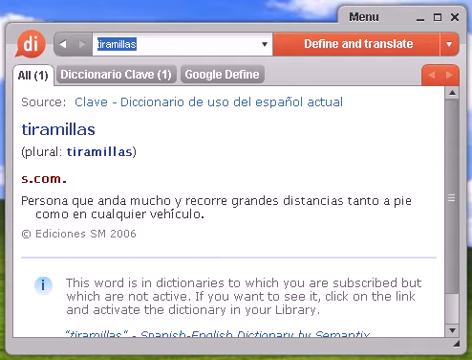 Menu
di
tiramillas
Define and translate
All (1)
Diccionario Clave (1)
Google Define
Source: Clave - Diccionario de uso del español actual
tiramillas
(plural: tiramillas)
s.com.
Persona que anda mucho y recorre grandes distancias tanto a pie
como en cualquier vehículo.
© Ediciones SM 2006
i
This word is in dictionaries to which you are subscribed but
which are not active. If you want to see it, click on the link
and activate the dictionary in your Library.
"tiramillas" - Spanish-English Dictionary by Semantix